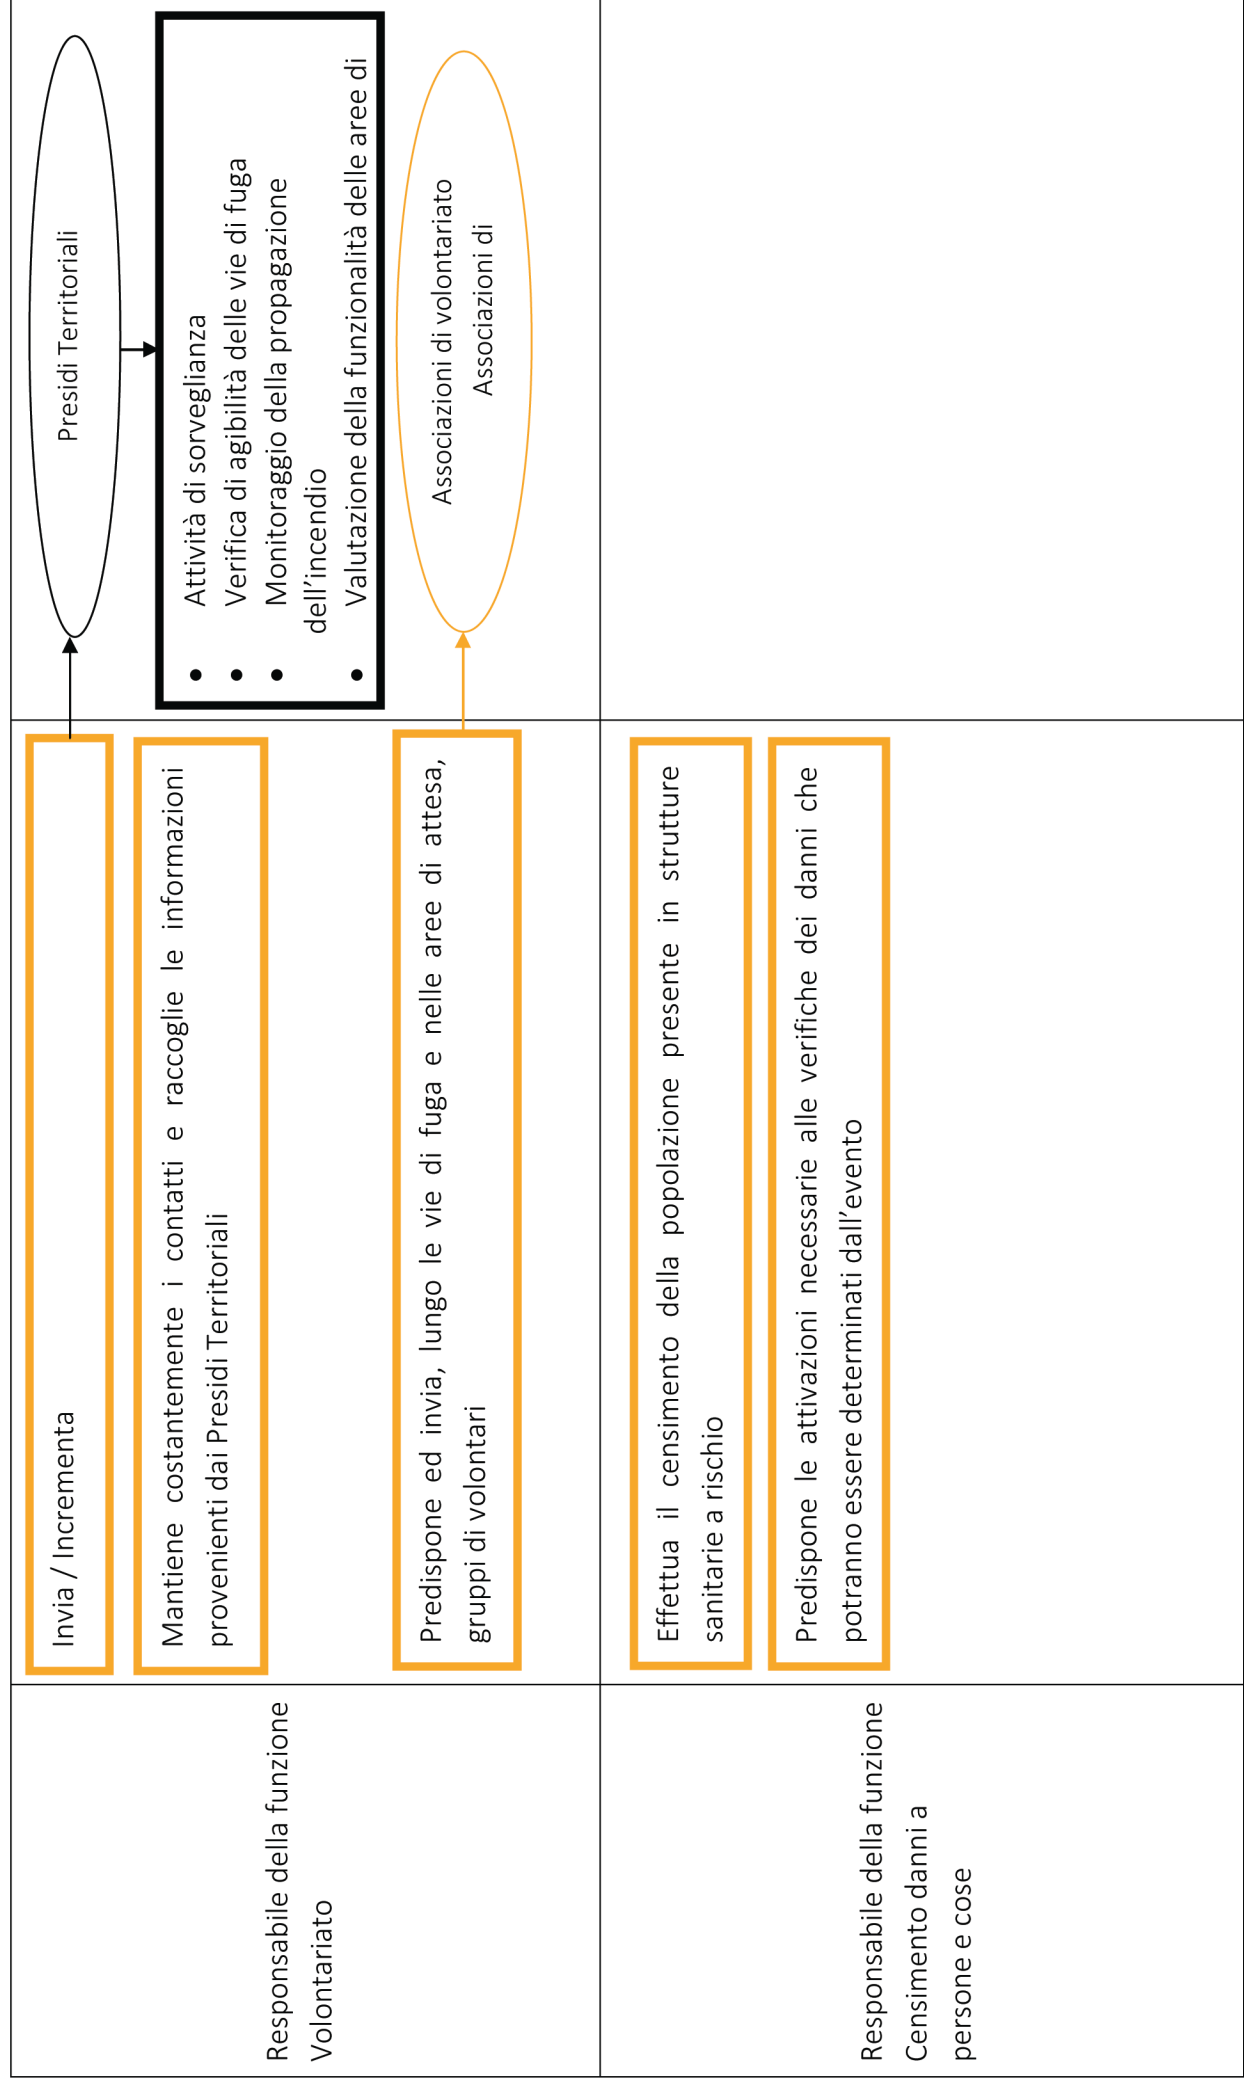 Responsabile della funzione
Volontariato
Invia / Incrementa
Mantiene costantemente i contatti e raccoglie le informazioni
provenienti dai Presidi Territoriali
Predispone ed invia, lungo le vie di fuga e nelle aree di attesa,
gruppi di volontari
Presidi Territoriali
• Attività di sorveglianza
• Verifica di agibilità delle vie di fuga
• Monitoraggio della propagazione
dell’incendio
• Valutazione della funzionalità delle aree di
Associazioni di volontariato
Associazioni di
Responsabile della funzione
Censimento danni a
persone e cose
Effettua il censimento della popolazione presente in strutture
sanitarie a rischio
Predispone le attivazioni necessarie alle verifiche dei danni che
potranno essere determinati dall’evento